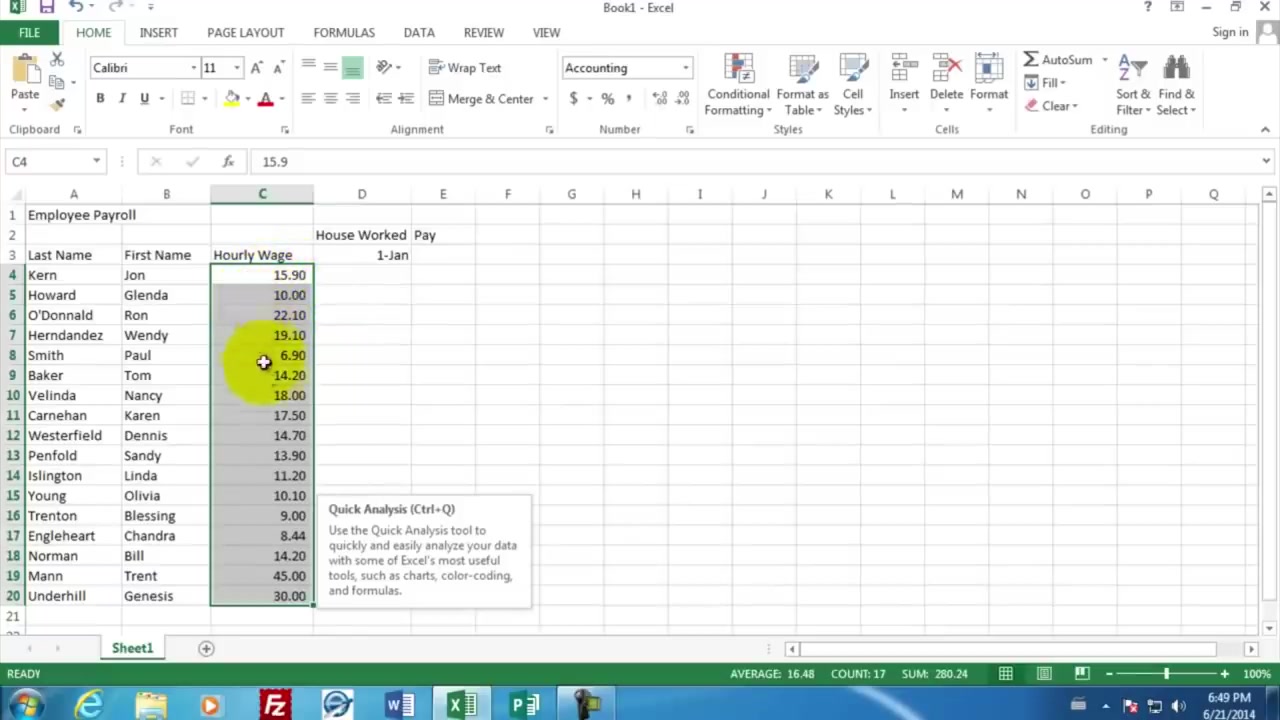 Book1 - Excel
?
FILE HOME INSERT PAGE LAYOUT FORMULAS DATA REVIEW VIEW Sign in
Calibri 11 A A Wrap Text Accounting AutoSum
Paste B I U A Merge & Center $ % , Conditional Formatting Format as Table Cell Styles Insert Delete Format Fill Clear Sort & Filter Find & Select
Clipboard Font Alignment Number Styles Cells Editing
C4 fx 15.9
A B C D E F G H I J K L M N O P Q
1 Employee Payroll
2 House Worked Pay
3 Last Name First Name Hourly Wage 1-Jan
4 Kern Jon 15.90
5 Howard Glenda 10.00
6 O'Donnald Ron 22.10
7 Herndandez Wendy 19.10
8 Smith Paul 6.90
9 Baker Tom 14.20
10 Velinda Nancy 18.00
11 Carnehan Karen 17.50
12 Westerfield Dennis 14.70
13 Penfold Sandy 13.90
14 Islington Linda 11.20
15 Young Olivia 10.10
16 Trenton Blessing 9.00
17 Engleheart Chandra 8.44
18 Norman Bill 14.20
19 Mann Trent 45.00
20 Underhill Genesis 30.00
21
Quick Analysis (Ctrl+Q)
Use the Quick Analysis tool to
quickly and easily analyze your data
with some of Excel's most useful
tools, such as charts, color-coding,
and formulas.
Sheet1
READY AVERAGE: 16.48 COUNT: 17 SUM: 280.24 100%
6:49 PM
6/21/2014